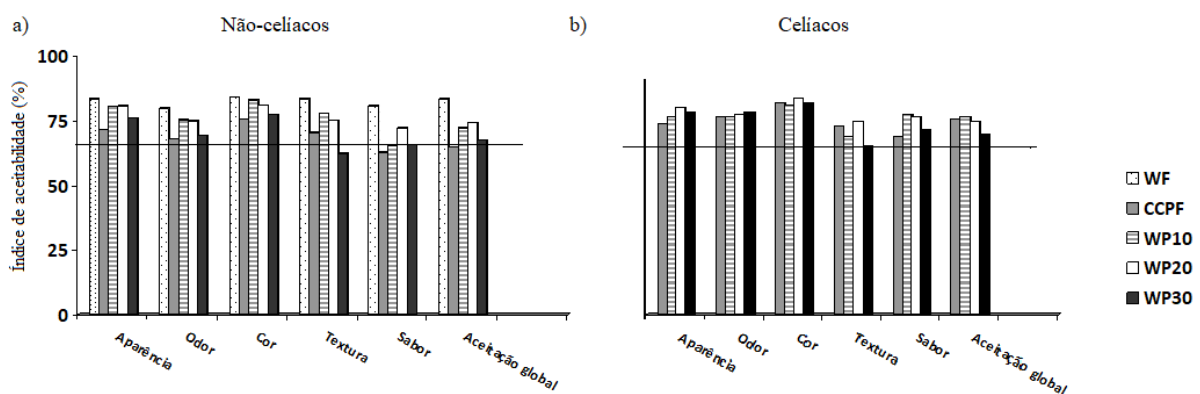 a) Não-celíacos
b) Celíacos
Índice de aceitabilidade (%)
100
75
50
25
0
Aparência
Odor
Cor
Textura
Sabor
Aceitação global
Aparência
Odor
Cor
Textura
Sabor
Aceitação global
WF
CCPF
WP10
WP20
WP30